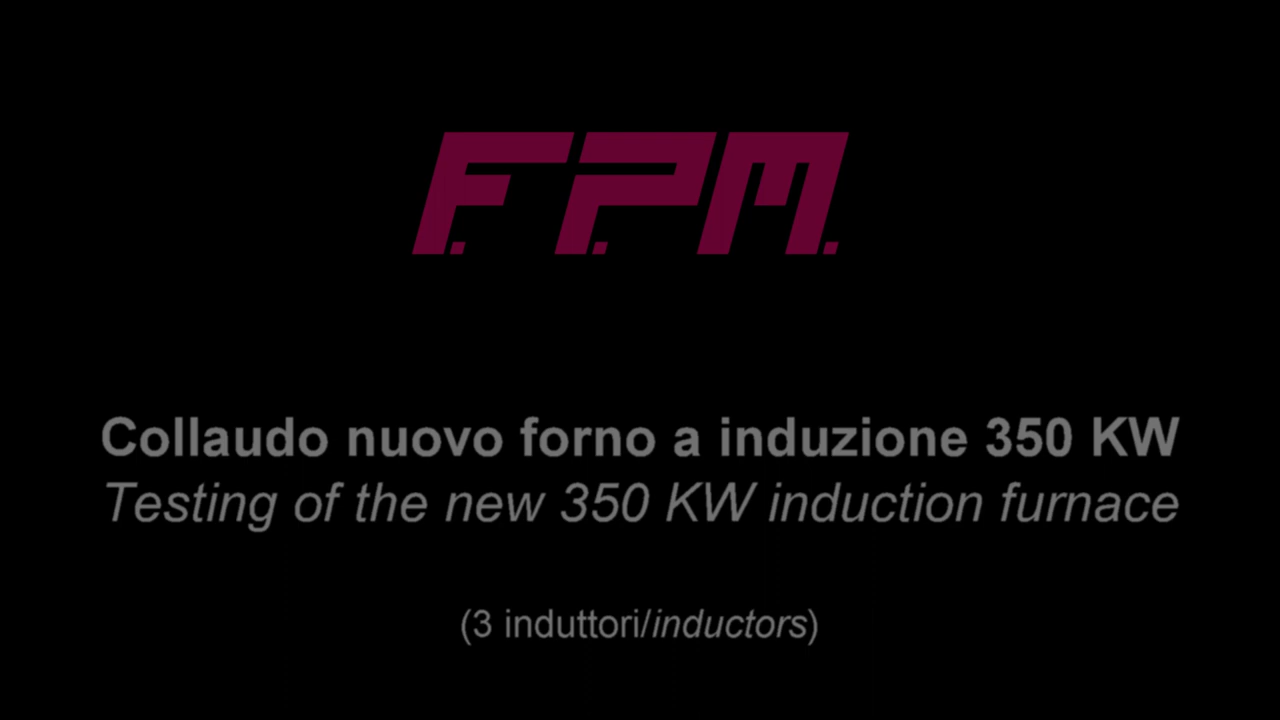 F.P.M.
Collaudo nuovo forno a induzione 350 KW
Testing of the new 350 KW induction furnace
(3 induttori/inductors)